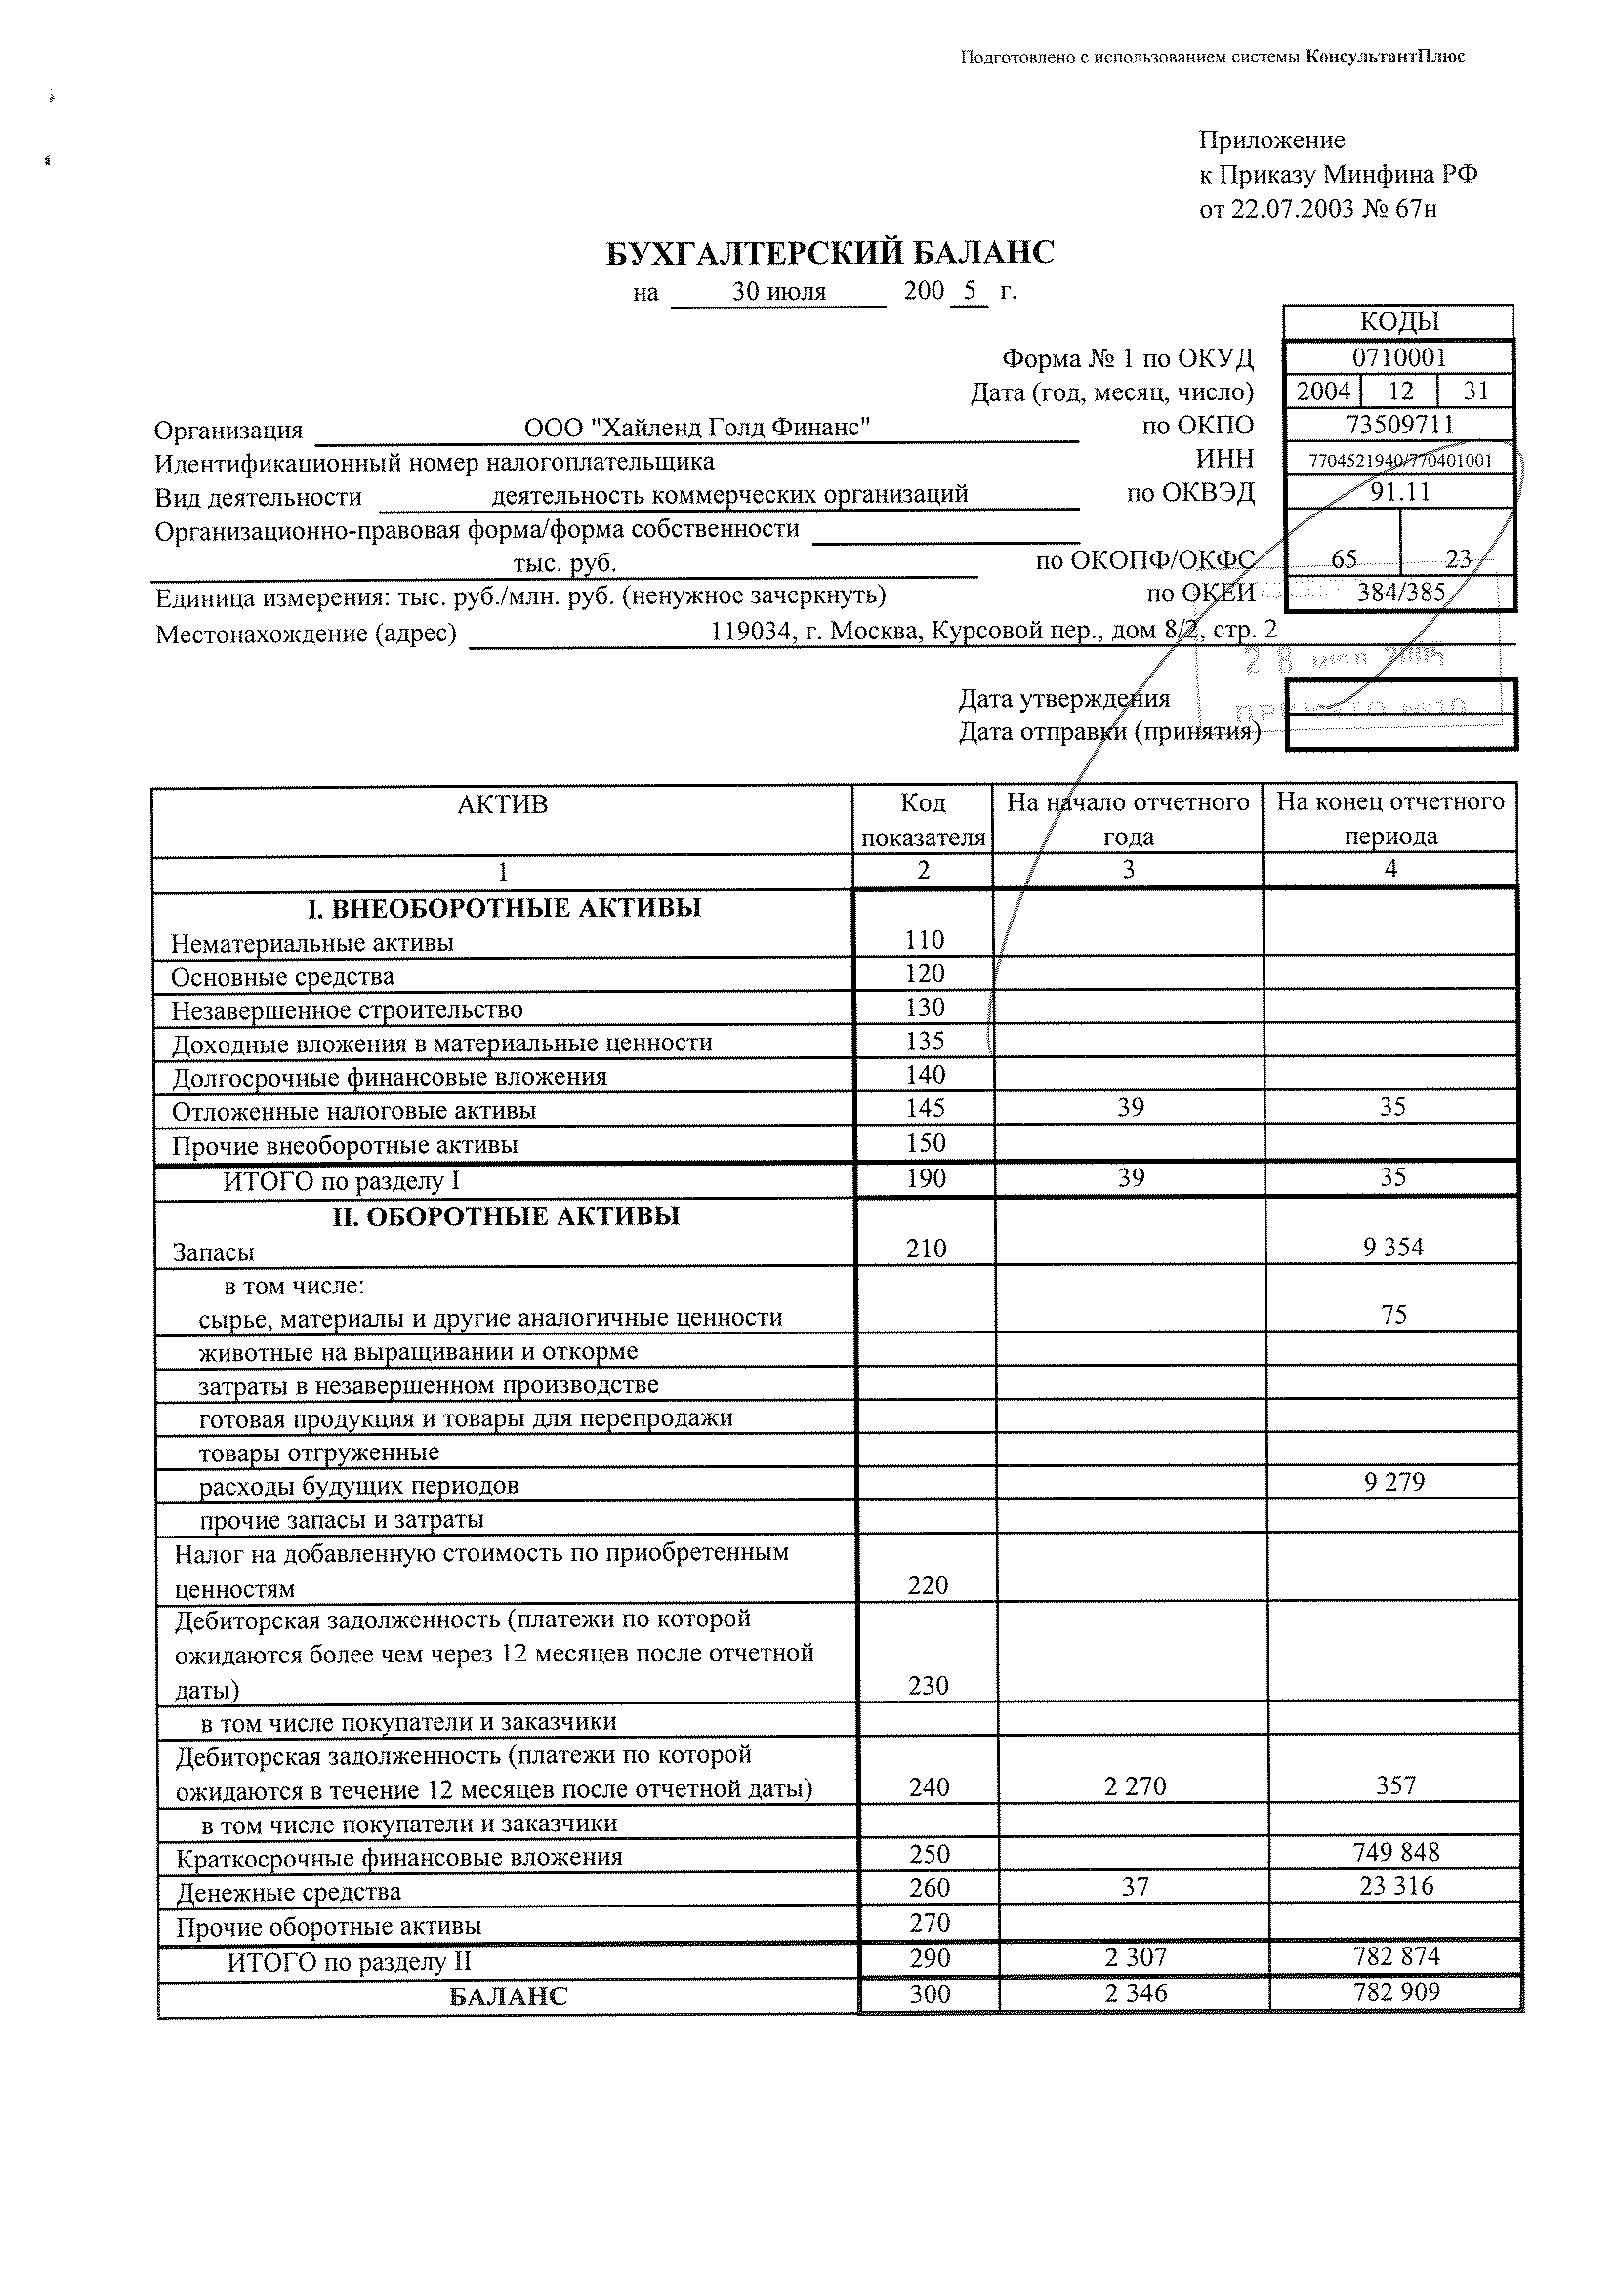 Подготовлено с использованием системы КонсультантПлюс
Приложение
к Приказу Минфина РФ
от 22.07.2003 № 67н
БУХГАЛТЕРСКИЙ БАЛАНС
на 30 июля 200 5 г.
КОДЫ
Форма № 1 по ОКУД 0710001
Дата (год, месяц, число) 2004 12 31
Организация ООО "Хайленд Голд Финанс" по ОКПО 73509711
Идентификационный номер налогоплательщика ИНН 7704521940/770401001
Вид деятельности деятельность коммерческих организаций по ОКВЭД 91.11
Организационно-правовая форма/форма собственности
тыс. руб. по ОКОПФ/ОКФС 65 23
Единица измерения: тыс. руб./млн. руб. (ненужное зачеркнуть) по ОКЕИ 384/385
Местонахождение (адрес) 119034, г. Москва, Курсовой пер., дом 8/2, стр. 2
28
Дата утверждения
Дата отправки (принятия)
АКТИВ Код На начало отчетного На конец отчетного
показателя года периода
1 2 3 4
I. ВНЕОБОРОТНЫЕ АКТИВЫ
Нематериальные активы 110
Основные средства 120
Незавершенное строительство 130
Доходные вложения в материальные ценности 135
Долгосрочные финансовые вложения 140
Отложенные налоговые активы 145 39 35
Прочие внеоборотные активы 150
ИТОГО по разделу I 190 39 35
II. ОБОРОТНЫЕ АКТИВЫ
Запасы 210 9 354
в том числе:
сырье, материалы и другие аналогичные ценности 75
животные на выращивании и откорме
затраты в незавершенном производстве
готовая продукция и товары для перепродажи
товары отгруженные
расходы будущих периодов 9 279
прочие запасы и затраты
Налог на добавленную стоимость по приобретенным
ценностям 220
Дебиторская задолженность (платежи по которой
ожидаются более чем через 12 месяцев после отчетной
даты) 230
в том числе покупатели и заказчики
Дебиторская задолженность (платежи по которой
ожидаются в течение 12 месяцев после отчетной даты) 240 2 270 357
в том числе покупатели и заказчики
Краткосрочные финансовые вложения 250 749 848
Денежные средства 260 37 23 316
Прочие оборотные активы 270
ИТОГО по разделу II 290 2 307 782 874
БАЛАНС 300 2 346 782 909